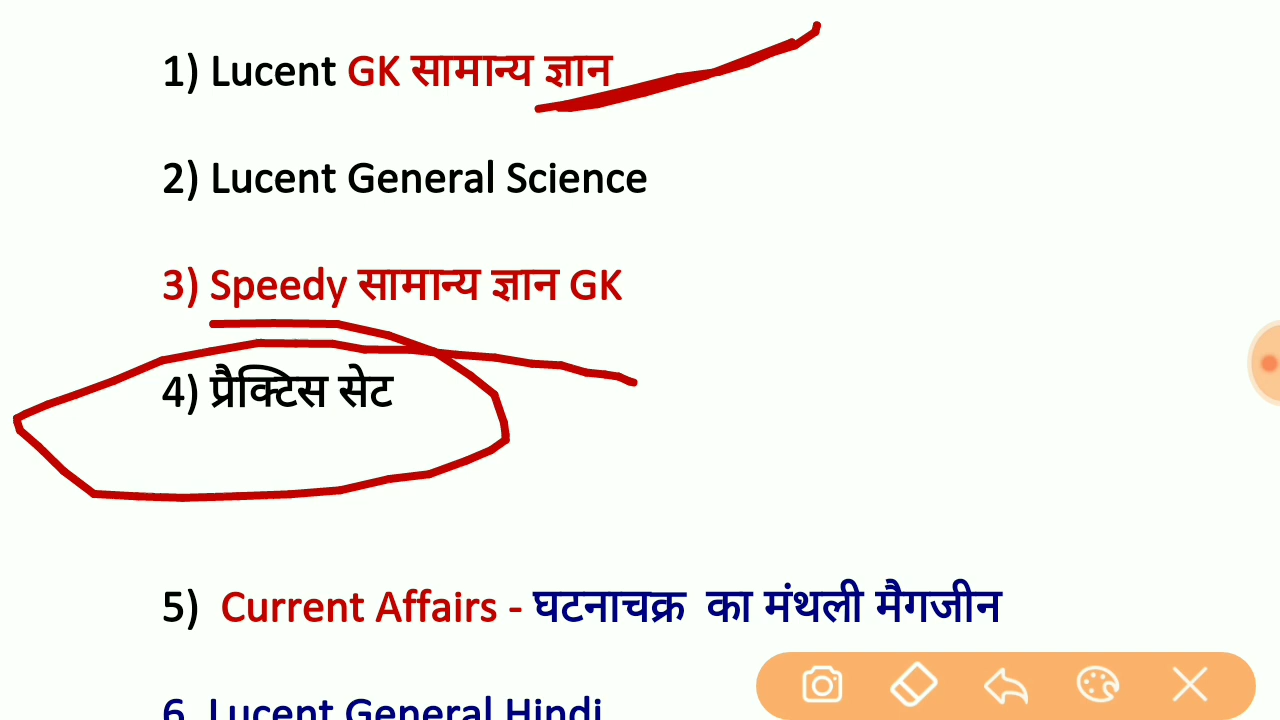 1) Lucent GK सामान्य ज्ञान
2) Lucent General Science
3) Speedy सामान्य ज्ञान GK
4) प्रैक्टिस सेट
5) Current Affairs - घटनाचक्र का मंथली मैगजीन
6 Lucent General Hindi